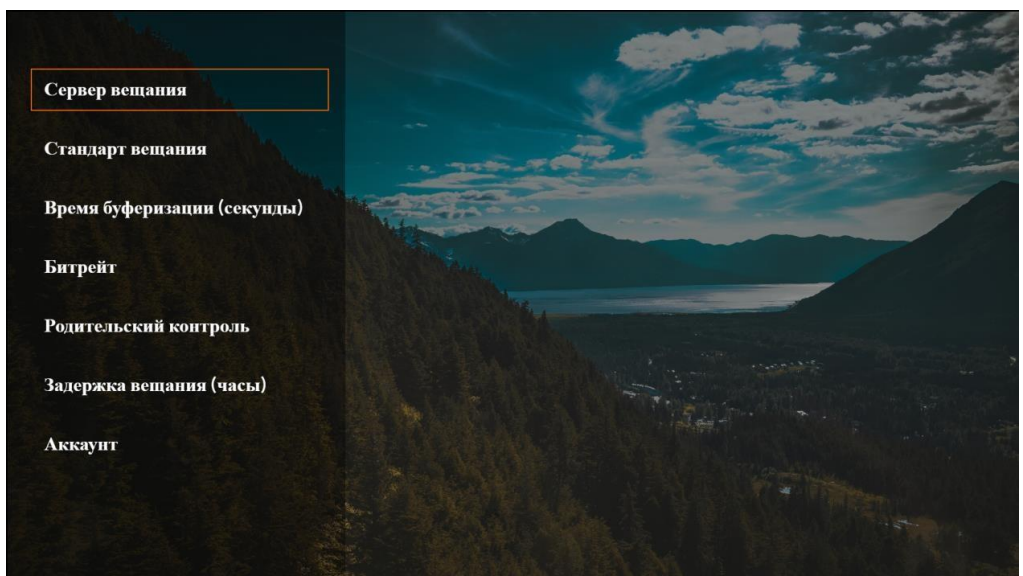 Сервер вещания
Стандарт вещания
Время буферизации (секунды)
Битрейт
Родительский контроль
Задержка вещания (часы)
Аккаунт